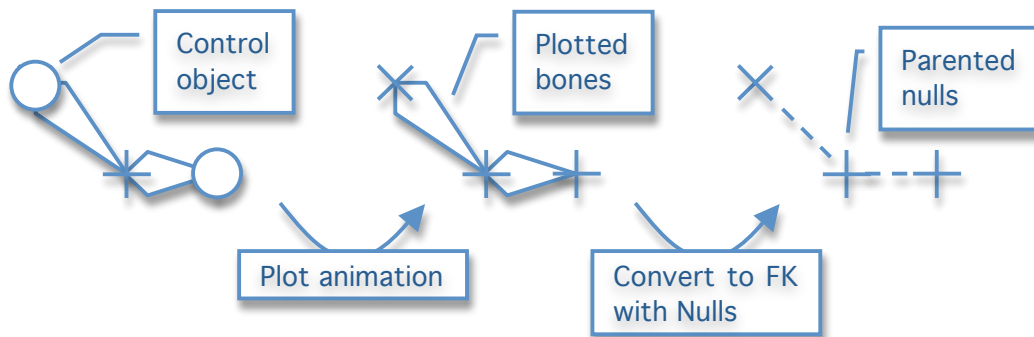 Control
object
Plotted
bones
Parented
nulls
Plot animation
Convert to FK
with Nulls